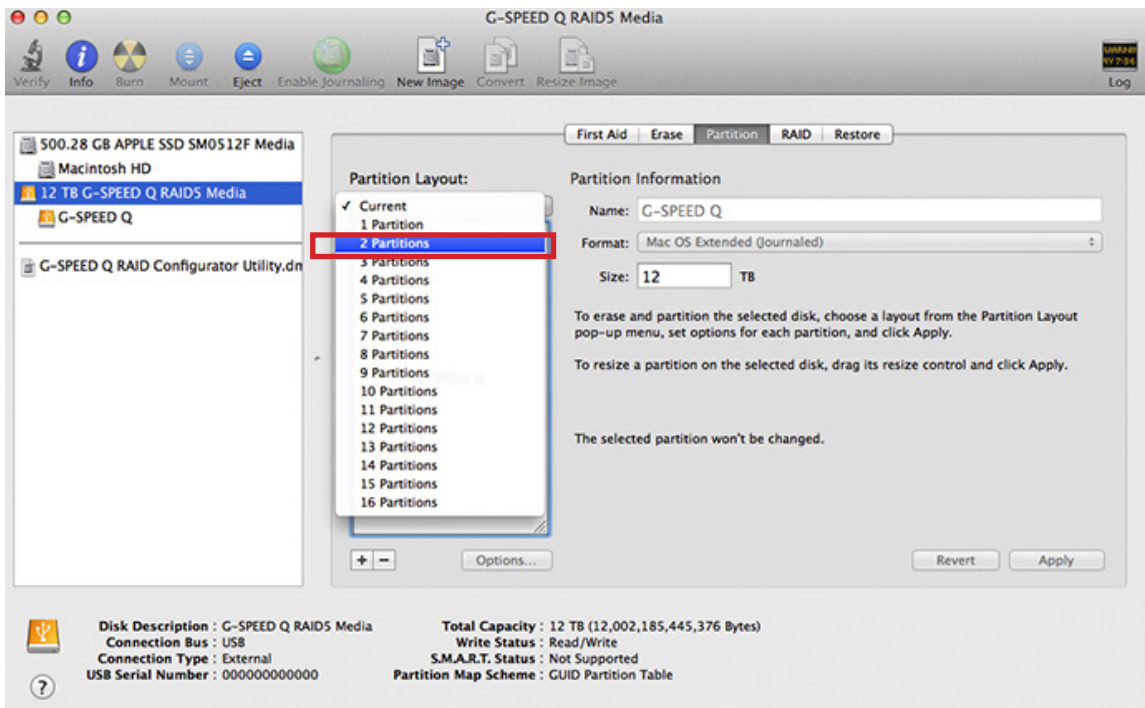 G-SPEED Q RAID5 Media
Verify Info Burn Mount Eject Enable Journaling New Image Convert Resize Image Log
500.28 GB APPLE SSD SM0512F Media
Macintosh HD
12 TB G-SPEED Q RAID5 Media
G-SPEED Q
G-SPEED Q RAID Configurator Utility.dm
First Aid Erase Partition RAID Restore
Partition Layout:
✓ Current
1 Partition
2 Partitions
3 Partitions
4 Partitions
5 Partitions
6 Partitions
7 Partitions
8 Partitions
9 Partitions
10 Partitions
11 Partitions
12 Partitions
13 Partitions
14 Partitions
15 Partitions
16 Partitions
+ −
Options...
Partition Information
Name: G-SPEED Q
Format: Mac OS Extended (Journaled)
Size: 12 TB
To erase and partition the selected disk, choose a layout from the Partition Layout
pop-up menu, set options for each partition, and click Apply.
To resize a partition on the selected disk, drag its resize control and click Apply.
The selected partition won't be changed.
Revert Apply
Disk Description : G-SPEED Q RAID5 Media
Connection Bus : USB
Connection Type : External
USB Serial Number : 000000000000
Total Capacity : 12 TB (12,002,185,445,376 Bytes)
Write Status : Read/Write
S.M.A.R.T. Status : Not Supported
Partition Map Scheme : GUID Partition Table
?